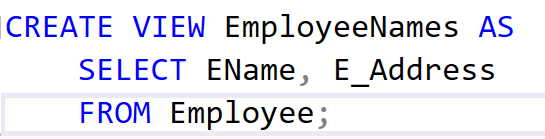 CREATE VIEW EmployeeNames AS
SELECT EName, E_Address
FROM Employee;